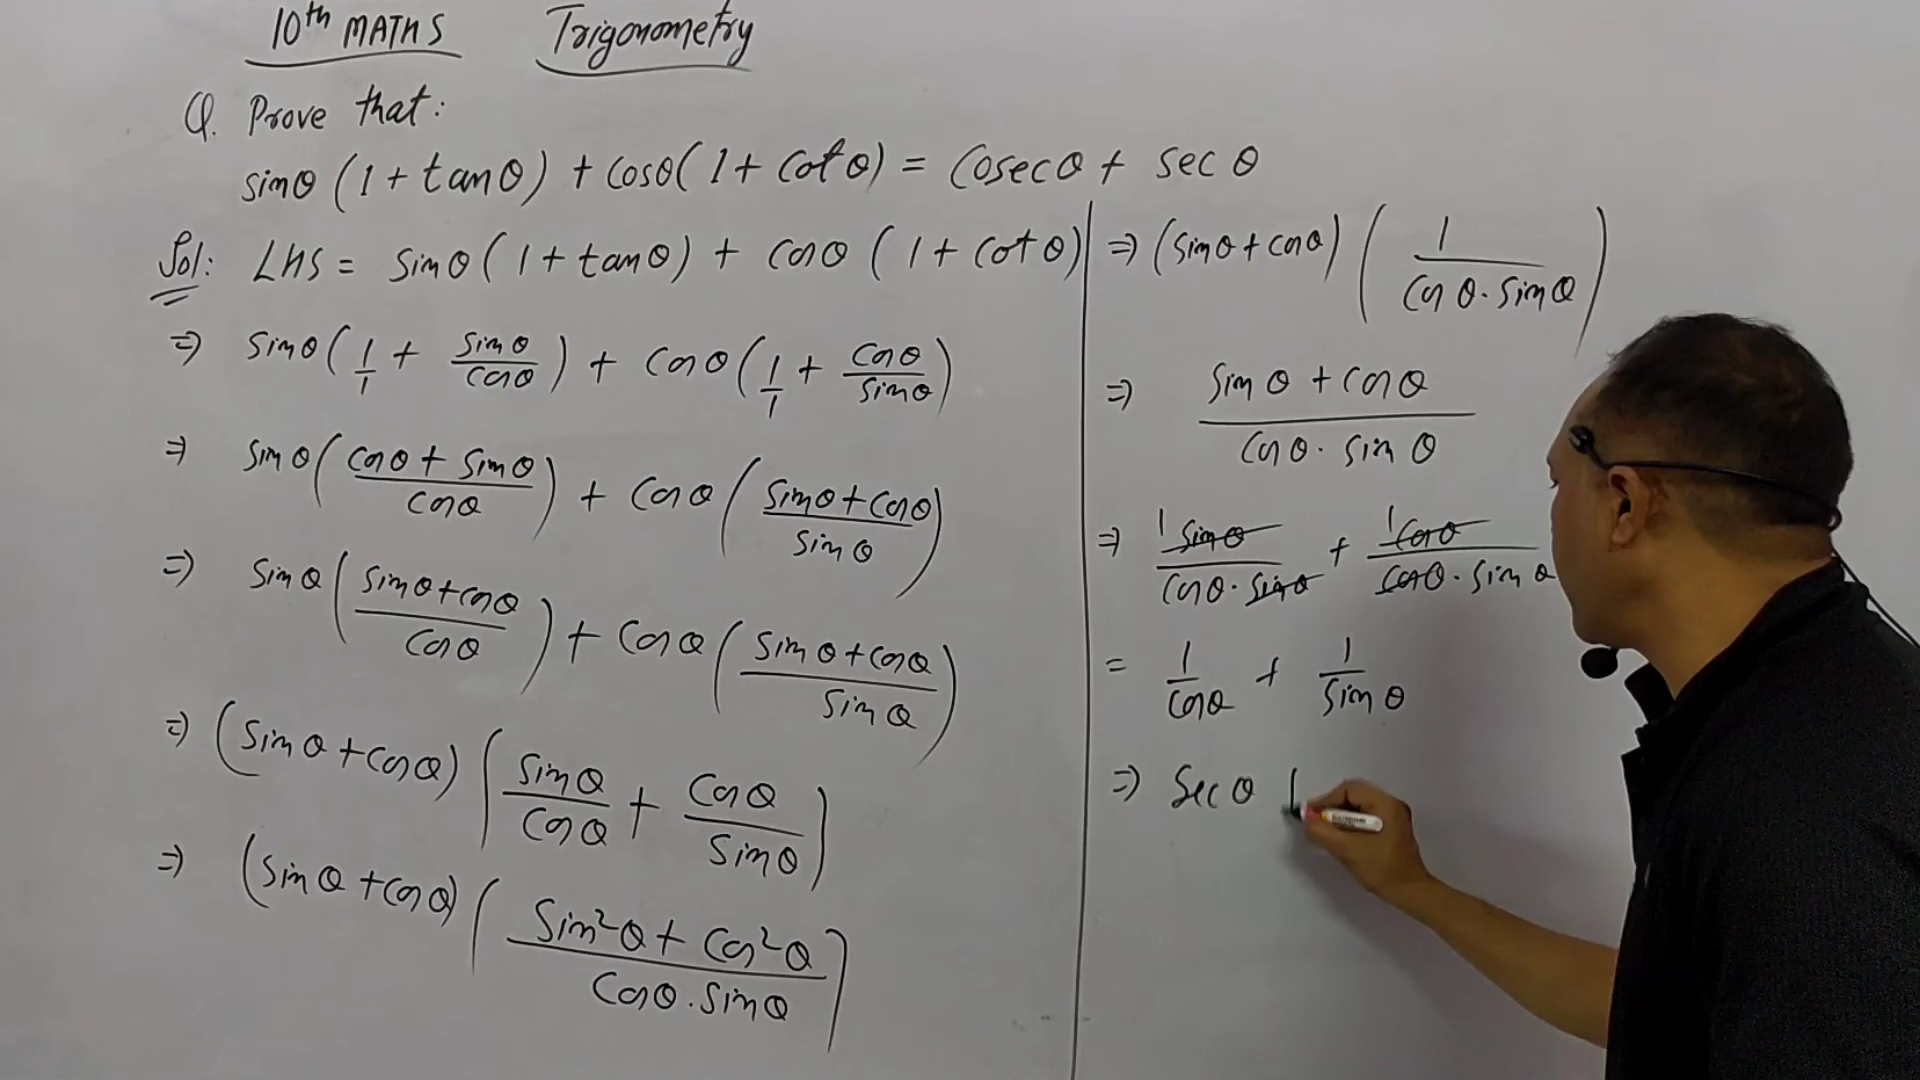 10th MATHS Trigonometry
Q. Prove that:
sinθ (1 + tanθ) + cosθ (1 + cot θ) = cosecθ + sec θ
Sol: LHS = sinθ (1 + tanθ) + cosθ (1 + cotθ)
⇒ sinθ (1/1 + sinθ/cosθ) + cosθ (1/1 + cosθ/sinθ)
⇒ sinθ (cosθ + sinθ/cosθ) + cosθ (sinθ + cosθ/sinθ)
⇒ sinθ (sinθ + cosθ/cosθ) + cosθ (sinθ + cosθ/sinθ)
⇒ (sinθ + cosθ) (sinθ/cosθ + cosθ/sinθ)
⇒ (sinθ + cosθ) (sin²θ + cos²θ/cosθ . sinθ)
⇒ (sinθ + cosθ) (1/cosθ . sinθ)
⇒ sinθ + cosθ/cosθ . sinθ
⇒ 1 sinθ/cosθ . sinθ + 1 cosθ/cosθ . sinθ
= 1/cosθ + 1/sinθ
⇒ secθ